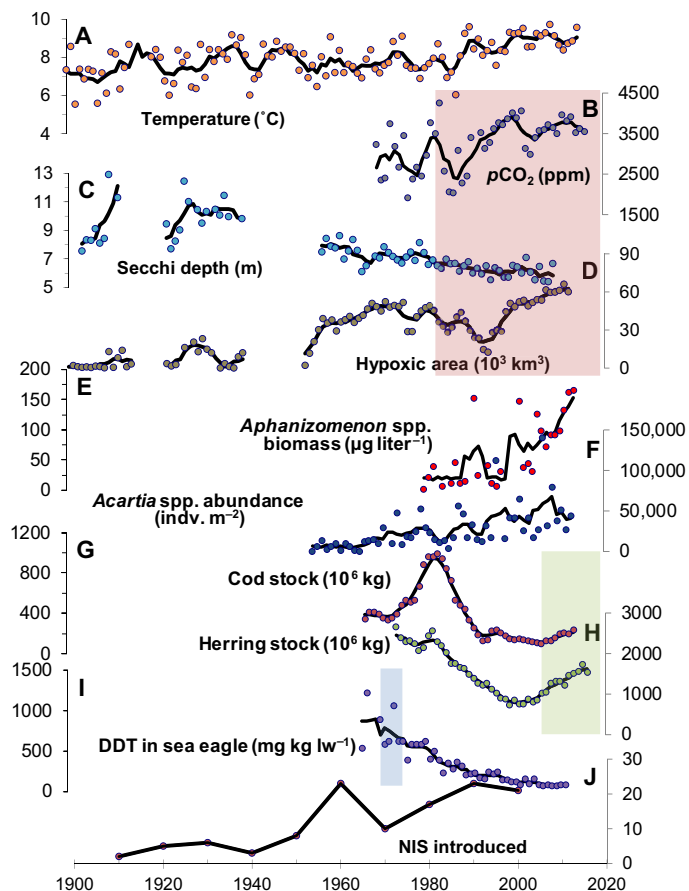 10
A
8
6
4
Temperature (˚C)
4500
B
3500
pCO₂ (ppm)
2500
1500
13
C
11
9
7
5
Secchi depth (m)
90
D
60
30
0
Hypoxic area (10³ km³)
200
E
150
100
50
0
Aphanizomenon spp.
biomass (µg liter⁻¹)
150,000
F
100,000
50,000
0
Acartia spp. abundance
(indv. m⁻²)
1200
G
1000
800
400
0
Cod stock (10⁶ kg)
3000
H
2000
1000
0
Herring stock (10⁶ kg)
1500
I
1000
500
0
DDT in sea eagle (mg kg lw⁻¹)
30
J
20
10
0
NIS introduced
1900 1920 1940 1960 1980 2000 2020